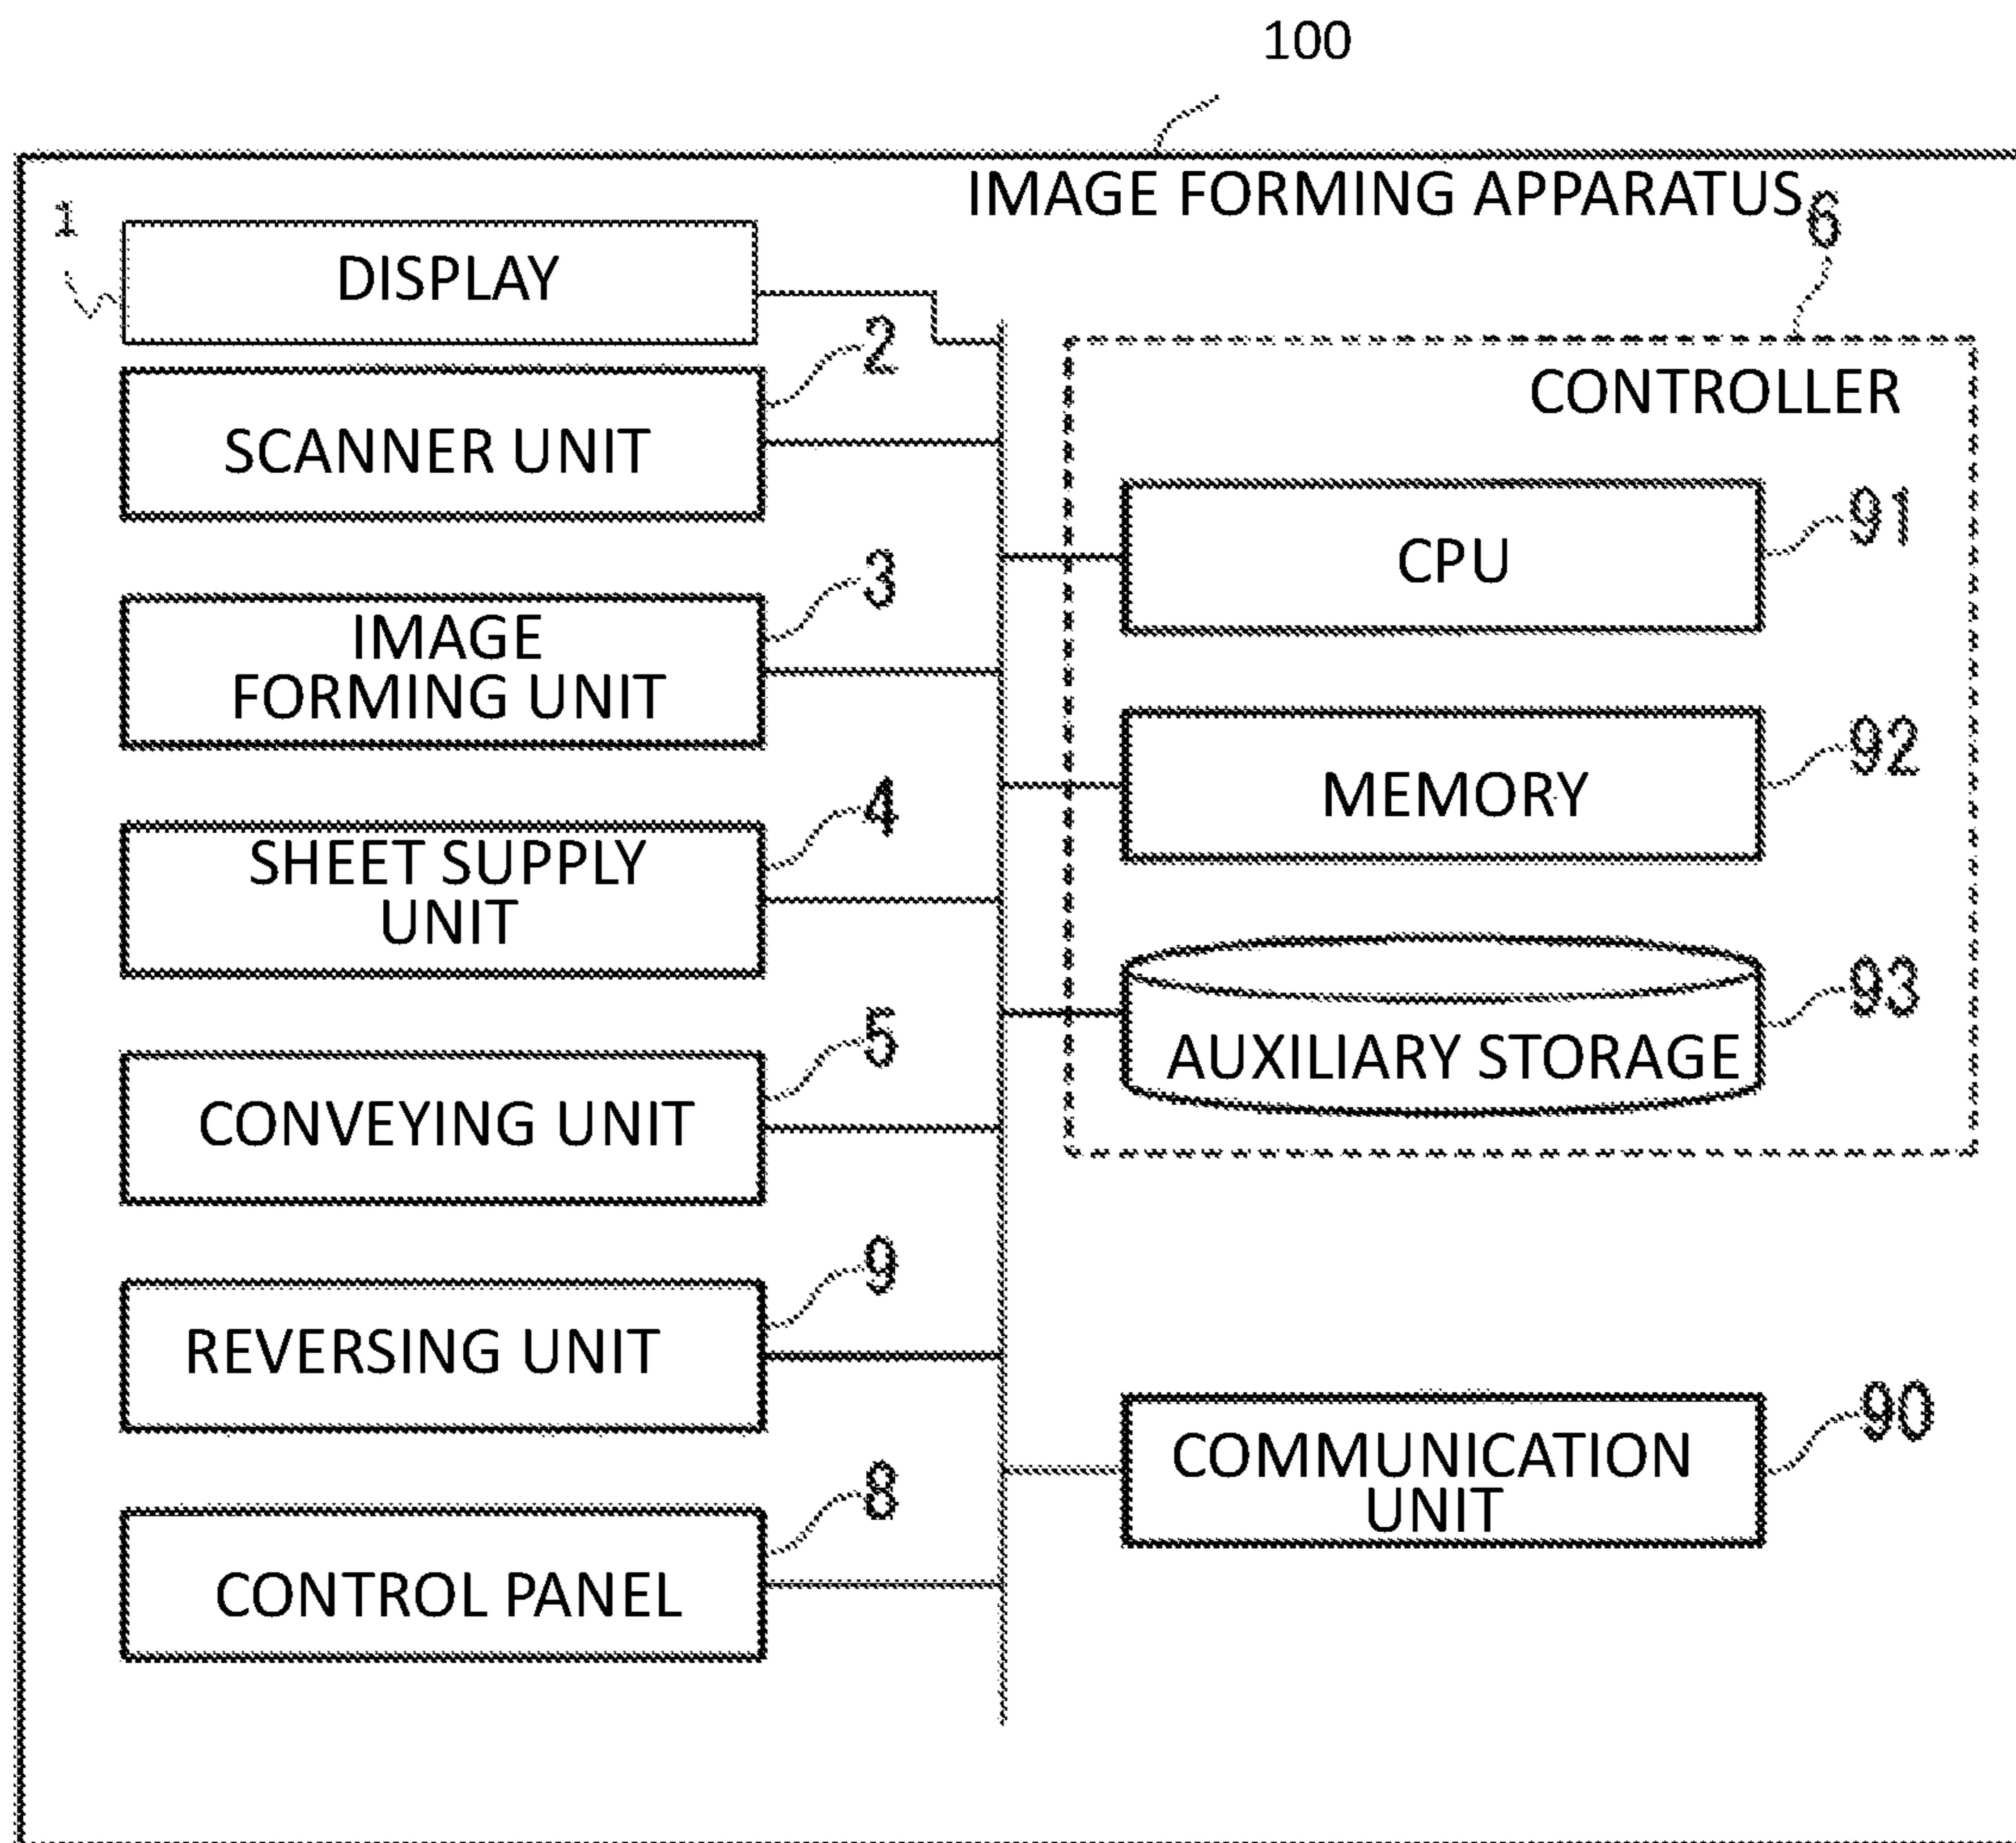 100
IMAGE FORMING APPARATUS
6
1
DISPLAY
2
SCANNER UNIT
3
IMAGE
FORMING UNIT
4
SHEET SUPPLY
UNIT
5
CONVEYING UNIT
9
REVERSING UNIT
8
CONTROL PANEL
CONTROLLER
CPU
91
MEMORY
92
AUXILIARY STORAGE
93
COMMUNICATION
UNIT
90